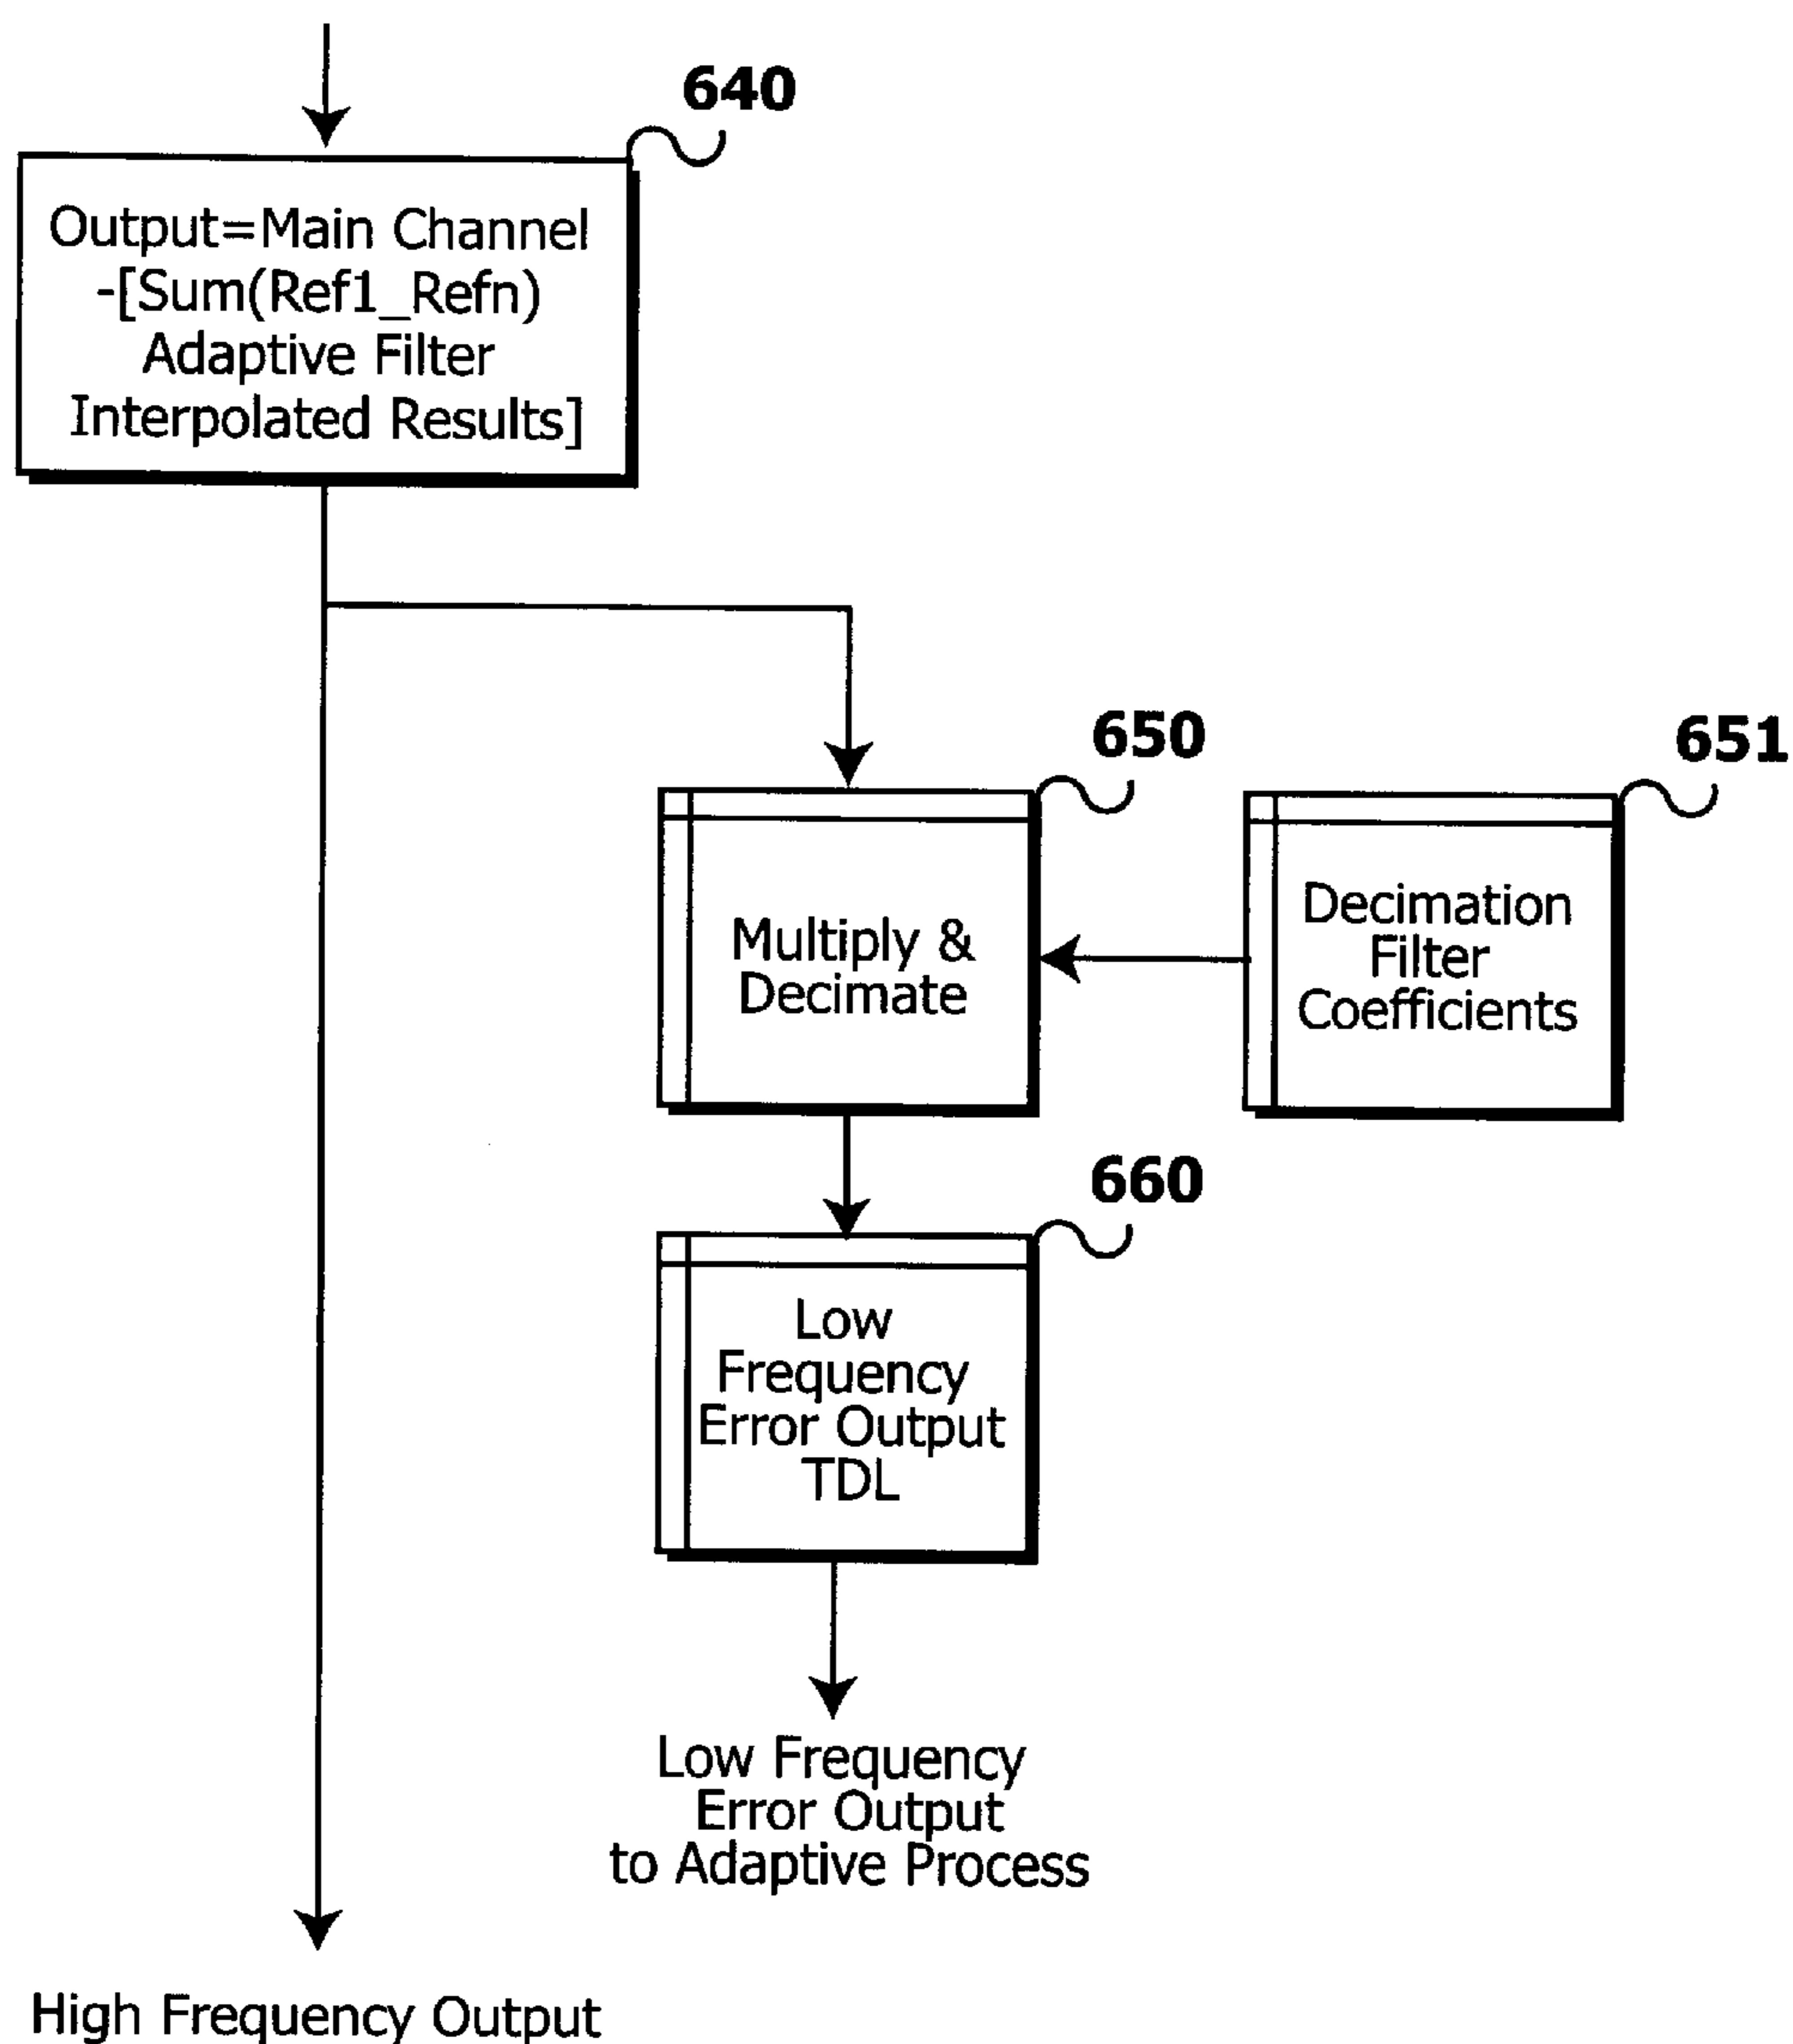 640
Output=Main Channel
-[Sum(Ref1_Refn)
Adaptive Filter
Interpolated Results]
650
651
Multiply &
Decimate
Decimation
Filter
Coefficients
660
Low
Frequency
Error Output
TDL
Low Frequency
Error Output
to Adaptive Process
High Frequency Output